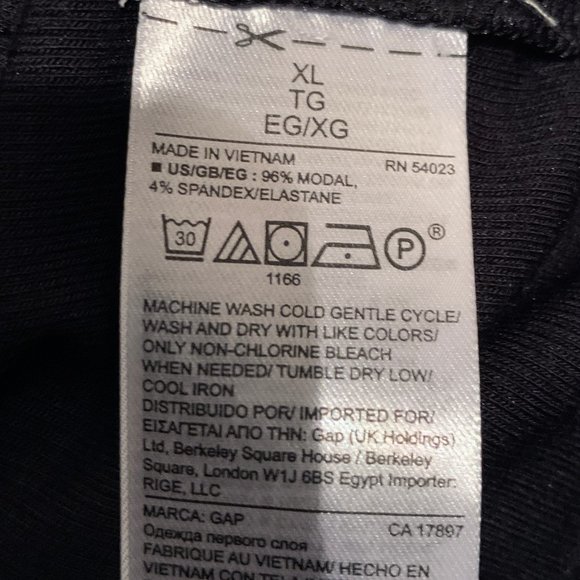 XL
TG
EG/XG
MADE IN VIETNAM RN 54023
■ US/GB/EG : 96% MODAL,
4% SPANDEX/ELASTANE
30 P ®
1166
MACHINE WASH COLD GENTLE CYCLE/
WASH AND DRY WITH LIKE COLORS/
ONLY NON-CHLORINE BLEACH
WHEN NEEDED/ TUMBLE DRY LOW/
COOL IRON
DISTRIBUIDO POR/ IMPORTED FOR/
ΕΙΣΑΓΕΤΑΙ ΑΠΟ ΤΗΝ: Gap (UK Holdings)
Ltd, Berkeley Square House / Berkeley
Square, London W1J 6BS Egypt Importer:
RIGE, LLC
MARCA: GAP CA 17897
Одежда первого слоя
FABRIQUE AU VIETNAM/ HECHO EN
VIETNAM CON